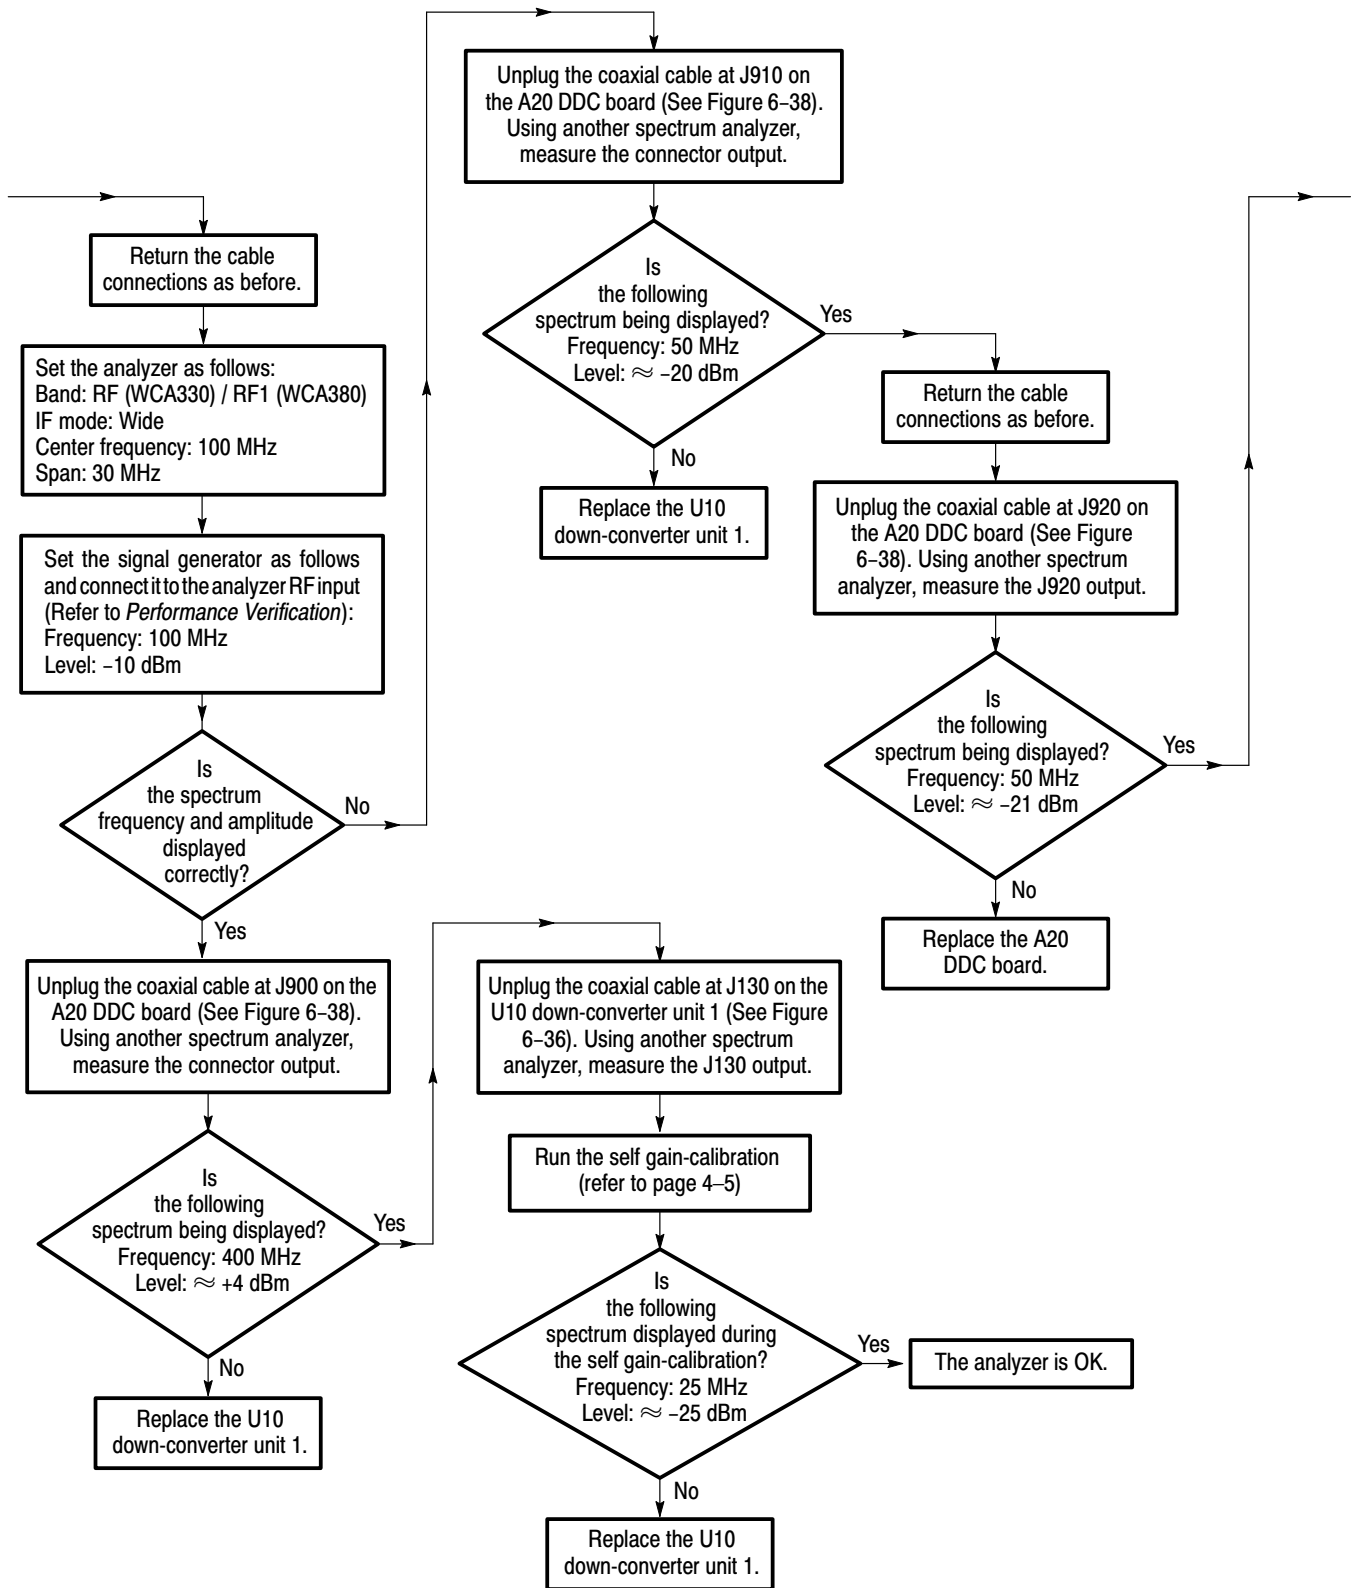 Return the cable
connections as before.
Set the analyzer as follows:
Band: RF (WCA330) / RF1 (WCA380)
IF mode: Wide
Center frequency: 100 MHz
Span: 30 MHz
Set the signal generator as follows
and connect it to the analyzer RF input
(Refer to Performance Verification):
Frequency: 100 MHz
Level: –10 dBm
Is
the spectrum
frequency and amplitude
displayed
correctly?
No
Yes
Unplug the coaxial cable at J910 on
the A20 DDC board (See Figure 6–38).
Using another spectrum analyzer,
measure the connector output.
Is
the following
spectrum being displayed?
Frequency: 50 MHz
Level: ≈ –20 dBm
Yes
No
Replace the U10
down-converter unit 1.
Return the cable
connections as before.
Unplug the coaxial cable at J920 on
the A20 DDC board (See Figure
6–38). Using another spectrum
analyzer, measure the J920 output.
Is
the following
spectrum being displayed?
Frequency: 50 MHz
Level: ≈ –21 dBm
Yes
No
Replace the A20
DDC board.
Unplug the coaxial cable at J900 on the
A20 DDC board (See Figure 6–38).
Using another spectrum analyzer,
measure the connector output.
Is
the following
spectrum being displayed?
Frequency: 400 MHz
Level: ≈ +4 dBm
Yes
No
Replace the U10
down-converter unit 1.
Unplug the coaxial cable at J130 on the
U10 down-converter unit 1 (See Figure
6–36). Using another spectrum
analyzer, measure the J130 output.
Run the self gain-calibration
(refer to page 4–5)
Is
the following
spectrum displayed during
the self gain-calibration?
Frequency: 25 MHz
Level: ≈ –25 dBm
Yes
The analyzer is OK.
No
Replace the U10
down-converter unit 1.